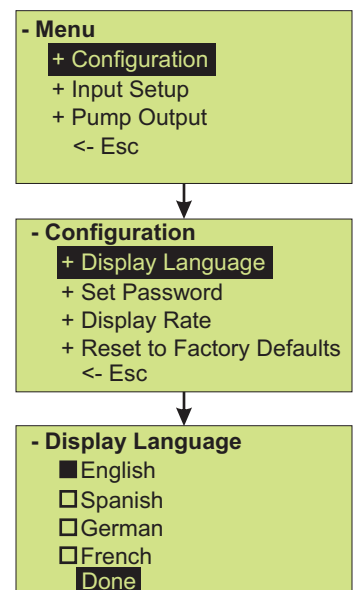 - Menu
+ Configuration
+ Input Setup
+ Pump Output
<- Esc
- Configuration
+ Display Language
+ Set Password
+ Display Rate
+ Reset to Factory Defaults
<- Esc
- Display Language
English
Spanish
German
French
Done